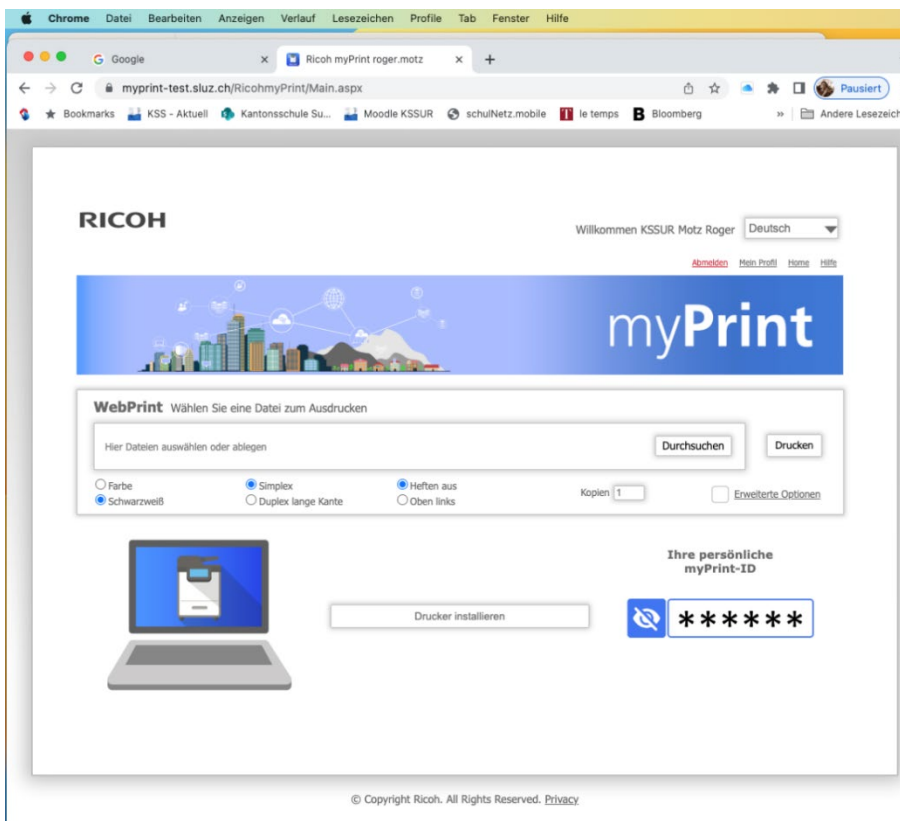 Chrome Datei Bearbeiten Anzeigen Verlauf Lesezeichen Profile Tab Fenster Hilfe
Google
Ricoh myPrint roger.motz
myprint-test.sluz.ch/RicohmyPrint/Main.aspx
Pausiert
Bookmarks KSS - Aktuell Kantonsschule Su... Moodle KSSUR schulNetz.mobile le temps Bloomberg » Andere Lesezeich
RICOH
Willkommen KSSUR Motz Roger Deutsch
Abmelden Mein Profil Home Hilfe
myPrint
WebPrint Wählen Sie eine Datei zum Ausdrucken
Hier Dateien auswählen oder ablegen Durchsuchen Drucken
Farbe Simplex Heften aus
Kopien 1 Erweiterte Optionen
Schwarzweiß Duplex lange Kante Oben links
Ihre persönliche
myPrint-ID
Drucker installieren
******
© Copyright Ricoh. All Rights Reserved. Privacy